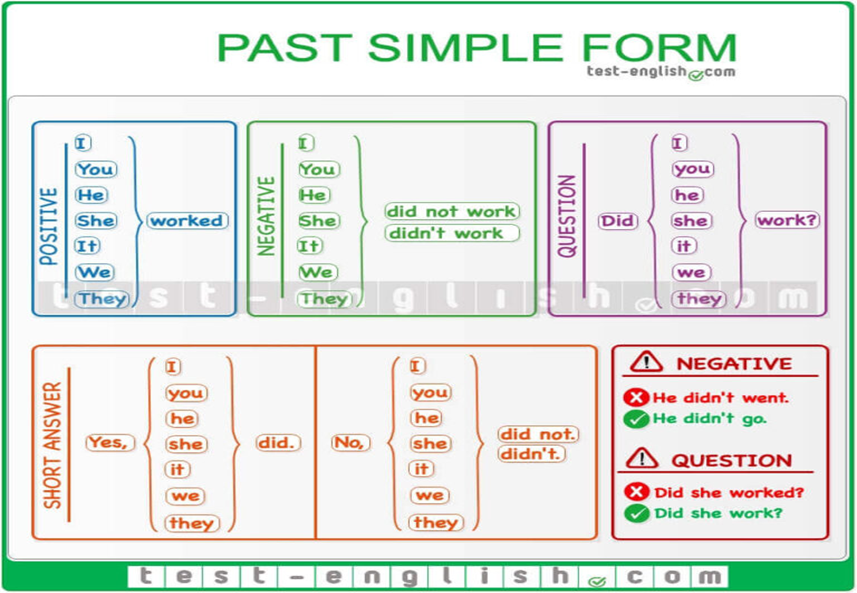 PAST SIMPLE FORM
test-english.com
POSITIVE
I
You
He
She
It
We
They
worked
NEGATIVE
I
You
He
She
It
We
They
did not work
didn't work
QUESTION
Did
I
you
he
she
it
we
they
work?
test-english.com
SHORT ANSWER
Yes,
I
you
he
she
it
we
they
did.
No,
I
you
he
she
it
we
they
did not.
didn't.
NEGATIVE
He didn't went.
He didn't go.
QUESTION
Did she worked?
Did she work?
test-english.com